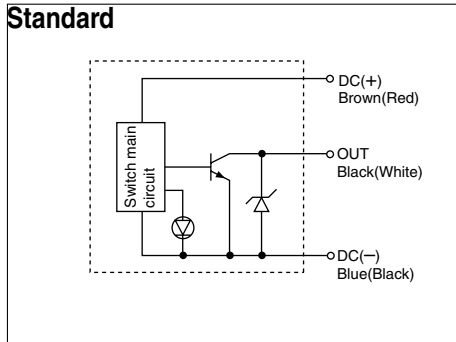 Standard
DC(+)
Brown(Red)
OUT
Black(White)
Switch main
circuit
DC(−)
Blue(Black)